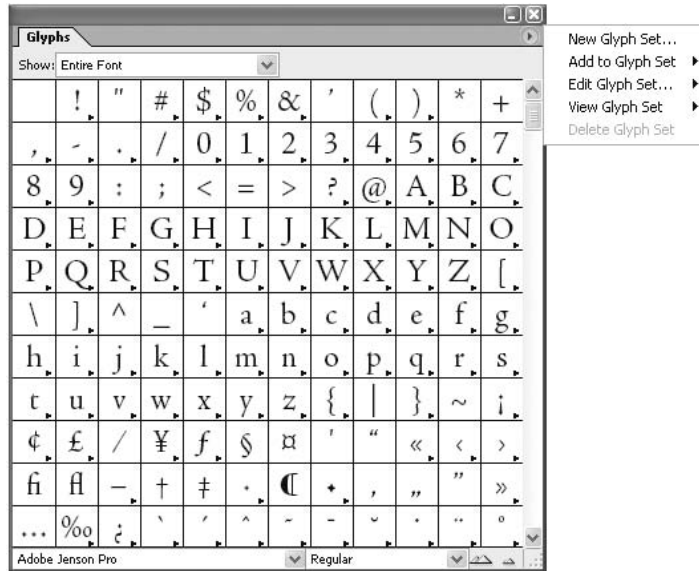 Glyphs
Show: Entire Font
! " # $ % & ' ( ) * +
, - . / 0 1 2 3 4 5 6 7
8 9 : ; < = > ? @ A B C
D E F G H I J K L M N O
P Q R S T U V W X Y Z [
\ ] ^ _ ‘ a b c d e f g
h i j k l m n o p q r s
t u v w x y z { | } ~ ¡
¢ £ ⁄ ¥ ƒ § ¤ ' “ « ‹ ›
fi fl – † ‡ · ¶ • ‚ „ ” »
… ‰ ¿ ` ´ ˆ ˜ ¯ ˘ ˙ ¨ ˚
Adobe Jenson Pro Regular
New Glyph Set...
Add to Glyph Set
Edit Glyph Set...
View Glyph Set
Delete Glyph Set